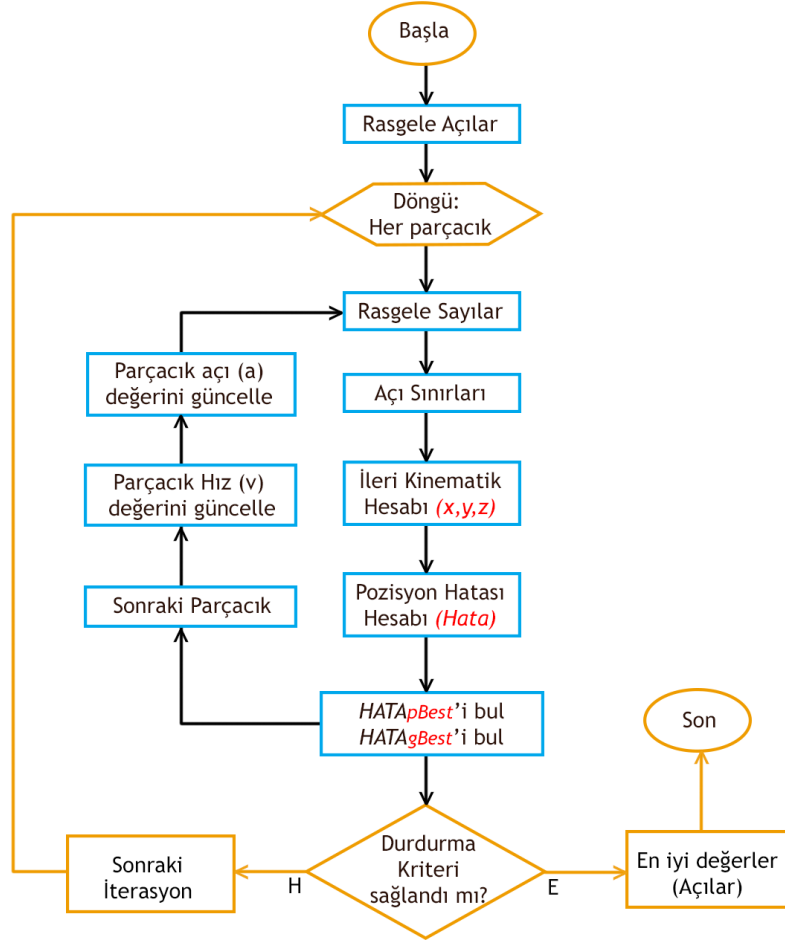 Başla
Rasgele Açılar
Döngü:
Her parçacık
Rasgele Sayılar
Parçacık açı (a)
değerini güncelle
Açı Sınırları
Parçacık Hız (v)
değerini güncelle
İleri Kinematik
Hesabı (x,y,z)
Sonraki Parçacık
Pozisyon Hatası
Hesabı (Hata)
HATApBest'i bul
HATAgBest'i bul
Son
Durdurma
Kriteri
sağlandı mı?
H
E
Sonraki
İterasyon
En iyi değerler
(Açılar)